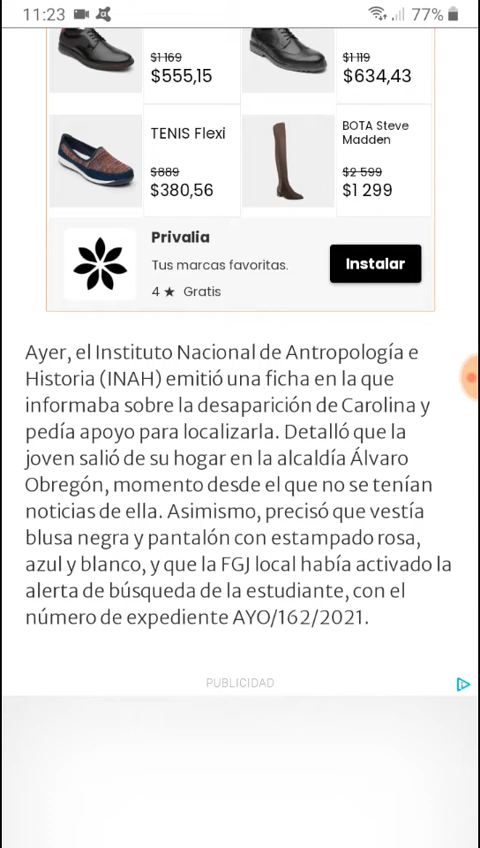 11:23 77%
$1 169
$555,15
$1 119
$634,43
TENIS Flexi
$889
$380,56
BOTA Steve
Madden
$2 599
$1 299
Privalia
Tus marcas favoritas.
4 ★ Gratis
Instalar
Ayer, el Instituto Nacional de Antropología e
Historia (INAH) emitió una ficha en la que
informaba sobre la desaparición de Carolina y
pedía apoyo para localizarla. Detalló que la
joven salió de su hogar en la alcaldía Álvaro
Obregón, momento desde el que no se tenían
noticias de ella. Asimismo, precisó que vestía
blusa negra y pantalón con estampado rosa,
azul y blanco, y que la FGJ local había activado la
alerta de búsqueda de la estudiante, con el
número de expediente AYO/162/2021.
PUBLICIDAD